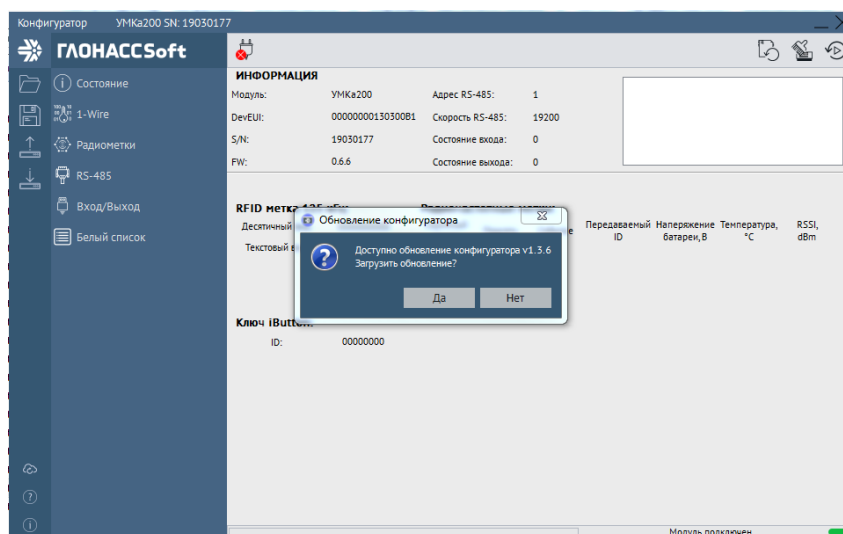 Конфигуратор УМКа200 SN: 19030177
ГЛОНАССSoft
Состояние
1-Wire
Радиометки
RS-485
Вход/Выход
Белый список
ИНФОРМАЦИЯ
Модуль: УМКа200 Адрес RS-485: 1
DevEUI: 00000000130300B1 Скорость RS-485: 19200
S/N: 19030177 Состояние входа: 0
FW: 0.6.6 Состояние выхода: 0
RFID метка
Десятичный
Передаваемый ID
Напряжение батареи, В
Температура, °C
RSSI, dBm
Текстовый
Обновление конфигуратора
Доступно обновление конфигуратора v1.3.6
Загрузить обновление?
Да Нет
Ключ iButton:
ID: 00000000
Модуль подключен